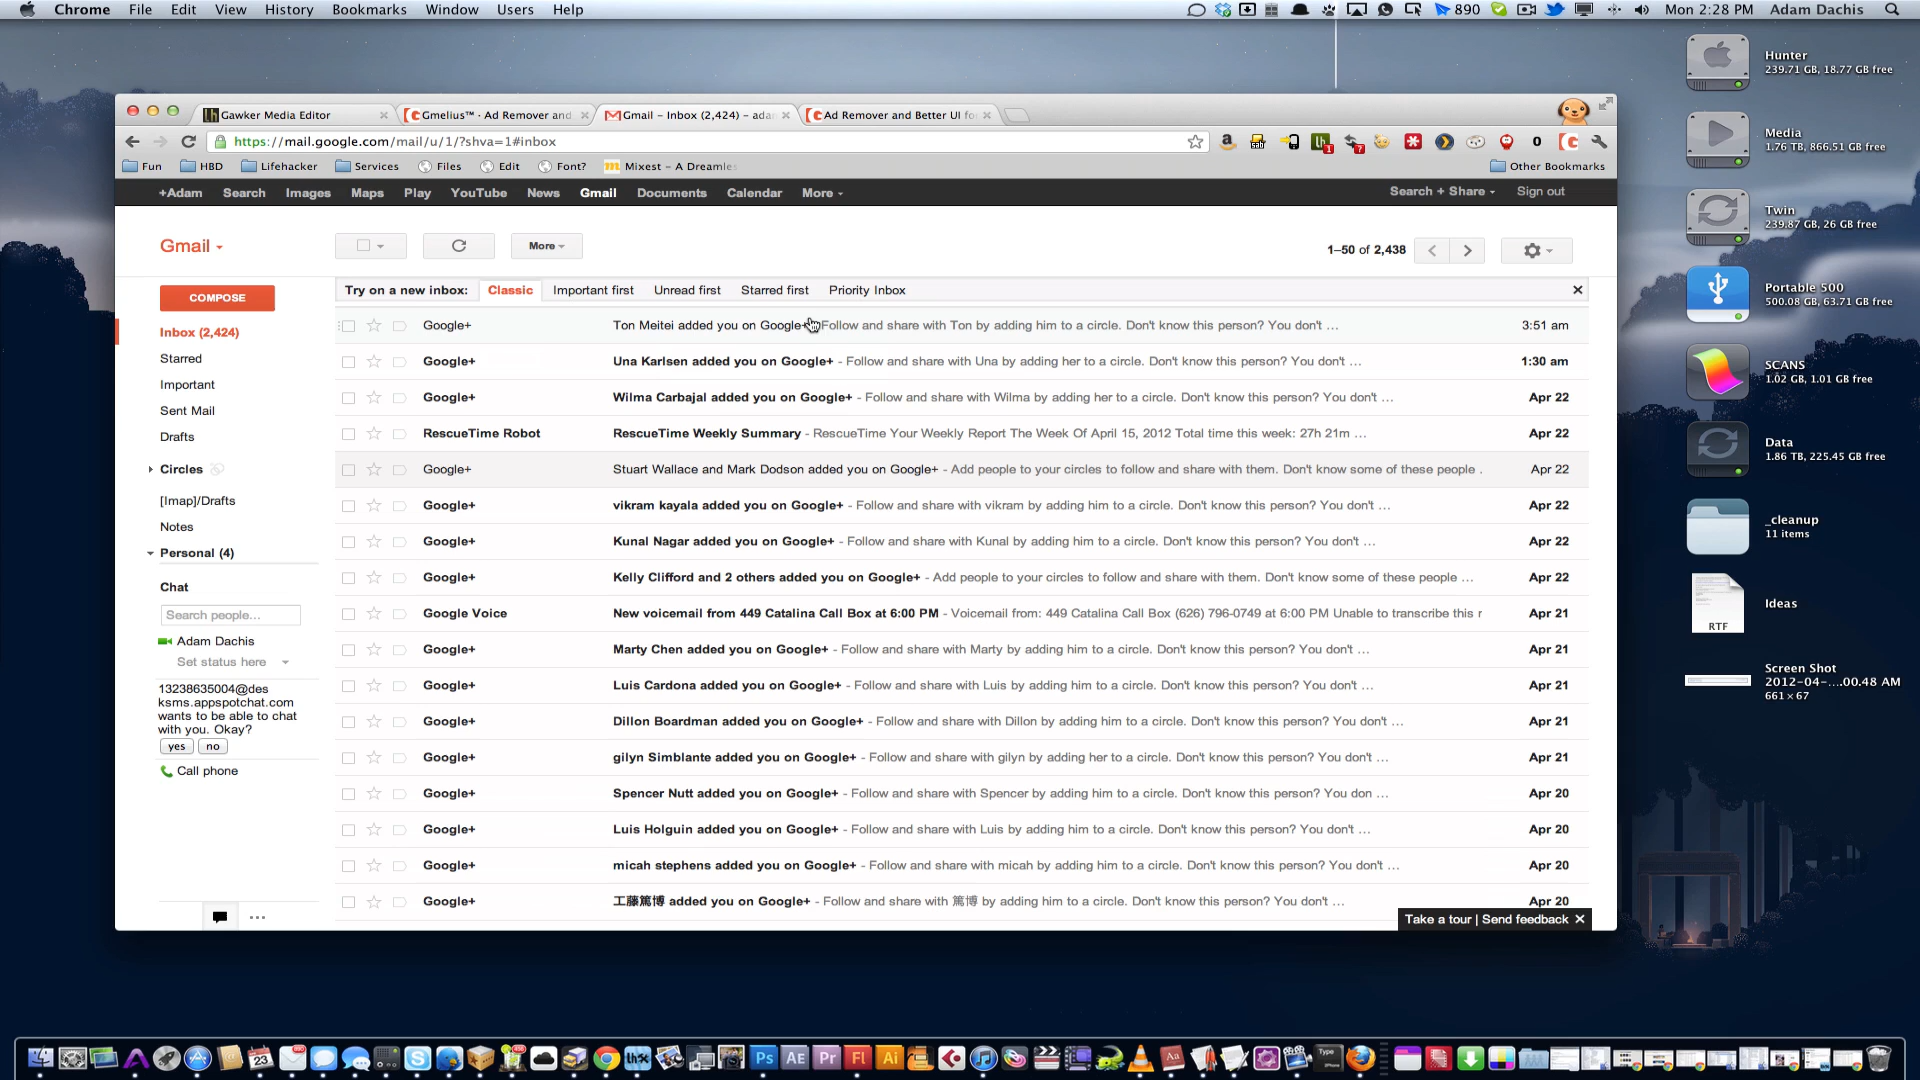 Chrome File Edit View History Bookmarks Window Users Help 890 Mon 2:28 PM Adam Dachis
Gawker Media Editor Gmelius™ · Ad Remover and Gmail – Inbox (2,424) – ada Ad Remover and Better UI fo
https://mail.google.com/mail/u/1/?shva=1#inbox
Fun HBD Lifehacker Services Files Edit Font? Mixest – A Dreamles Other Bookmarks
+Adam Search Images Maps Play YouTube News Gmail Documents Calendar More Search + Share Sign out
Gmail More 1–50 of 2,438
Try on a new inbox: Classic Important first Unread first Starred first Priority Inbox
COMPOSE
Inbox (2,424)
Starred
Important
Sent Mail
Drafts
Circles
[Imap]/Drafts
Notes
Personal (4)
Chat
Search people...
Adam Dachis
Set status here
13238635004@des
ksms.appspotchat.com
wants to be able to chat
with you. Okay?
yes no
Call phone
Google+ Ton Meitei added you on Google+ Follow and share with Ton by adding him to a circle. Don't know this person? You don't ... 3:51 am
Google+ Una Karlsen added you on Google+ - Follow and share with Una by adding her to a circle. Don't know this person? You don't ... 1:30 am
Google+ Wilma Carbajal added you on Google+ - Follow and share with Wilma by adding her to a circle. Don't know this person? You don't ... Apr 22
RescueTime Robot RescueTime Weekly Summary - RescueTime Your Weekly Report The Week Of April 15, 2012 Total time this week: 27h 21m ... Apr 22
Google+ Stuart Wallace and Mark Dodson added you on Google+ - Add people to your circles to follow and share with them. Don't know some of these people . Apr 22
Google+ vikram kayala added you on Google+ - Follow and share with vikram by adding him to a circle. Don't know this person? You don't ... Apr 22
Google+ Kunal Nagar added you on Google+ - Follow and share with Kunal by adding him to a circle. Don't know this person? You don't ... Apr 22
Google+ Kelly Clifford and 2 others added you on Google+ - Add people to your circles to follow and share with them. Don't know some of these people ... Apr 22
Google Voice New voicemail from 449 Catalina Call Box at 6:00 PM - Voicemail from: 449 Catalina Call Box (626) 796-0749 at 6:00 PM Unable to transcribe this r Apr 21
Google+ Marty Chen added you on Google+ - Follow and share with Marty by adding him to a circle. Don't know this person? You don't ... Apr 21
Google+ Luis Cardona added you on Google+ - Follow and share with Luis by adding him to a circle. Don't know this person? You don't ... Apr 21
Google+ Dillon Boardman added you on Google+ - Follow and share with Dillon by adding him to a circle. Don't know this person? You don't ... Apr 21
Google+ gilyn Simblante added you on Google+ - Follow and share with gilyn by adding her to a circle. Don't know this person? You don't ... Apr 21
Google+ Spencer Nutt added you on Google+ - Follow and share with Spencer by adding him to a circle. Don't know this person? You don ... Apr 20
Google+ Luis Holguin added you on Google+ - Follow and share with Luis by adding him to a circle. Don't know this person? You don't ... Apr 20
Google+ micah stephens added you on Google+ - Follow and share with micah by adding him to a circle. Don't know this person? You don't ... Apr 20
Google+ 工藤篤博 added you on Google+ - Follow and share with 篤博 by adding him to a circle. Don't know this person? You don't ... Apr 20
Take a tour | Send feedback
Hunter
239.71 GB, 18.77 GB free
Media
1.76 TB, 866.51 GB free
Twin
239.87 GB, 26 GB free
Portable 500
500.08 GB, 63.71 GB free
SCANS
1.02 GB, 1.01 GB free
Data
1.86 TB, 225.45 GB free
_cleanup
11 items
RTF
Ideas
Screen Shot
2012-04-....00.48 AM
661×67
Ps AE Pr Fl Ai